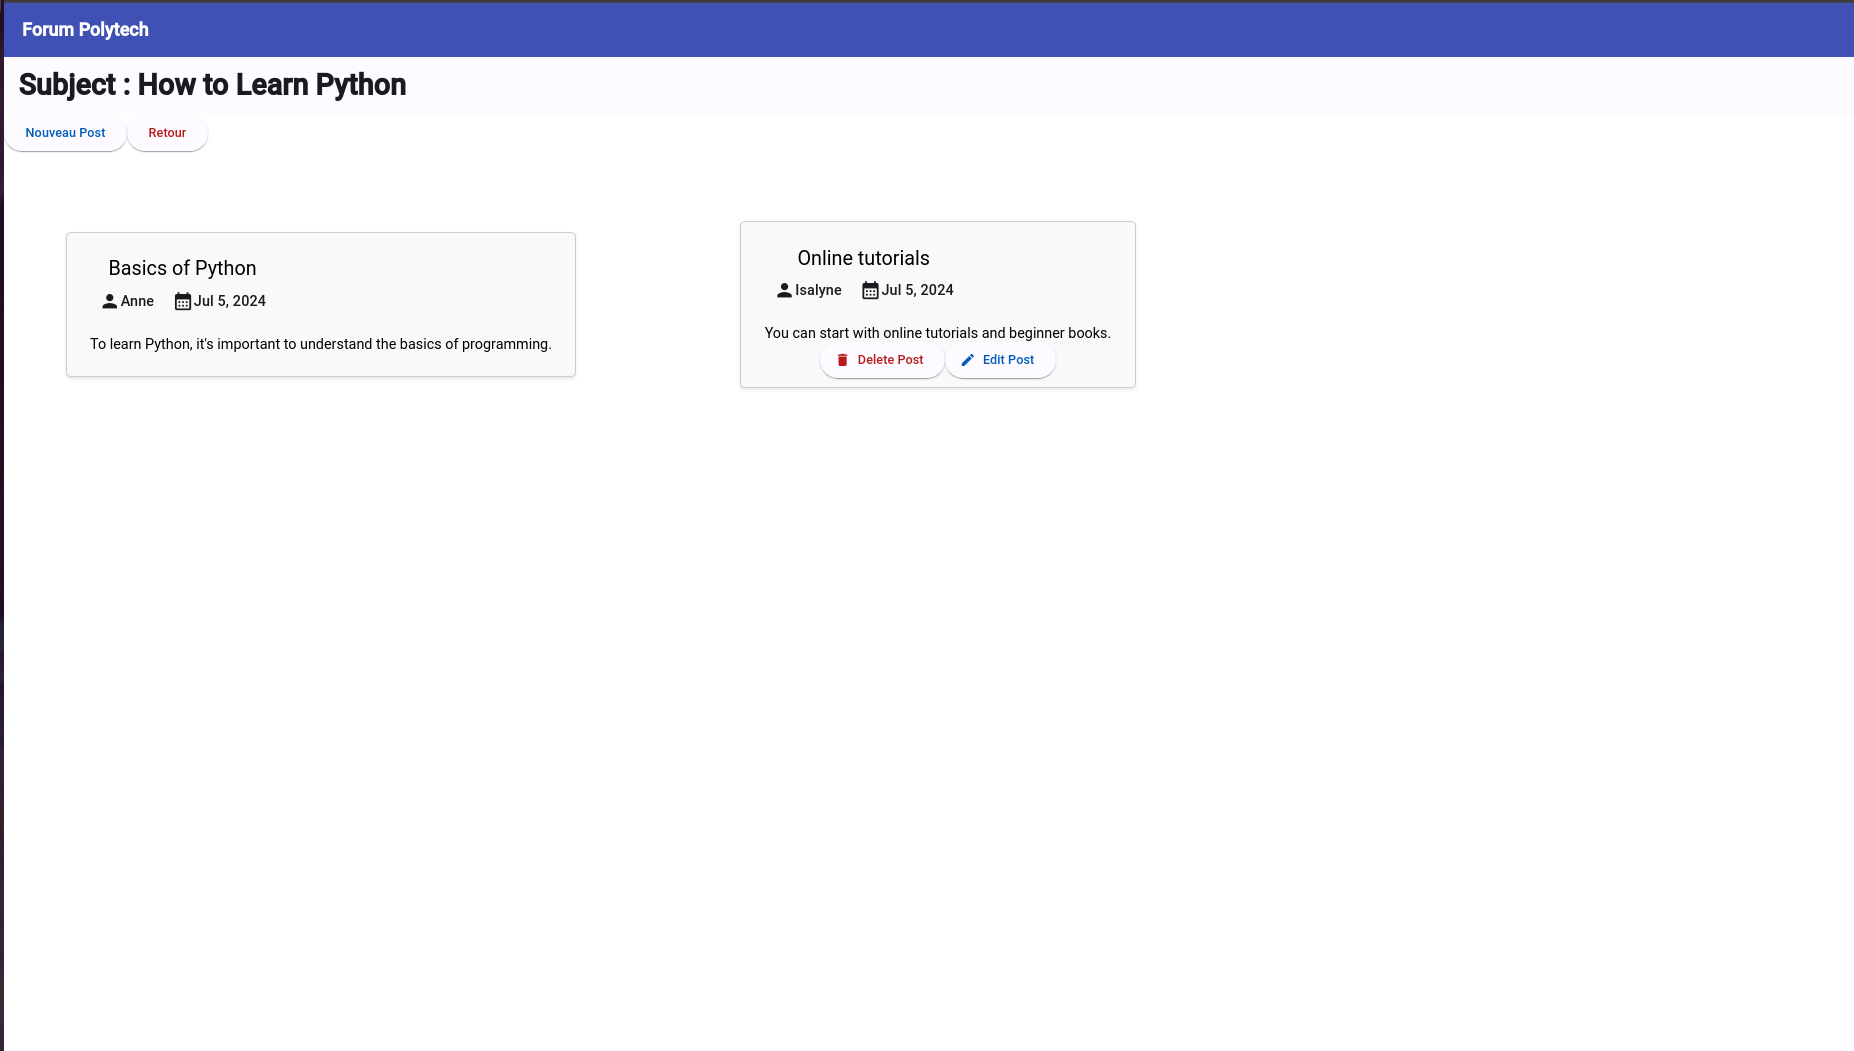 Forum Polytech
Subject : How to Learn Python
Nouveau Post Retour
Basics of Python
Anne Jul 5, 2024
To learn Python, it's important to understand the basics of programming.
Online tutorials
Isalyne Jul 5, 2024
You can start with online tutorials and beginner books.
Delete Post Edit Post